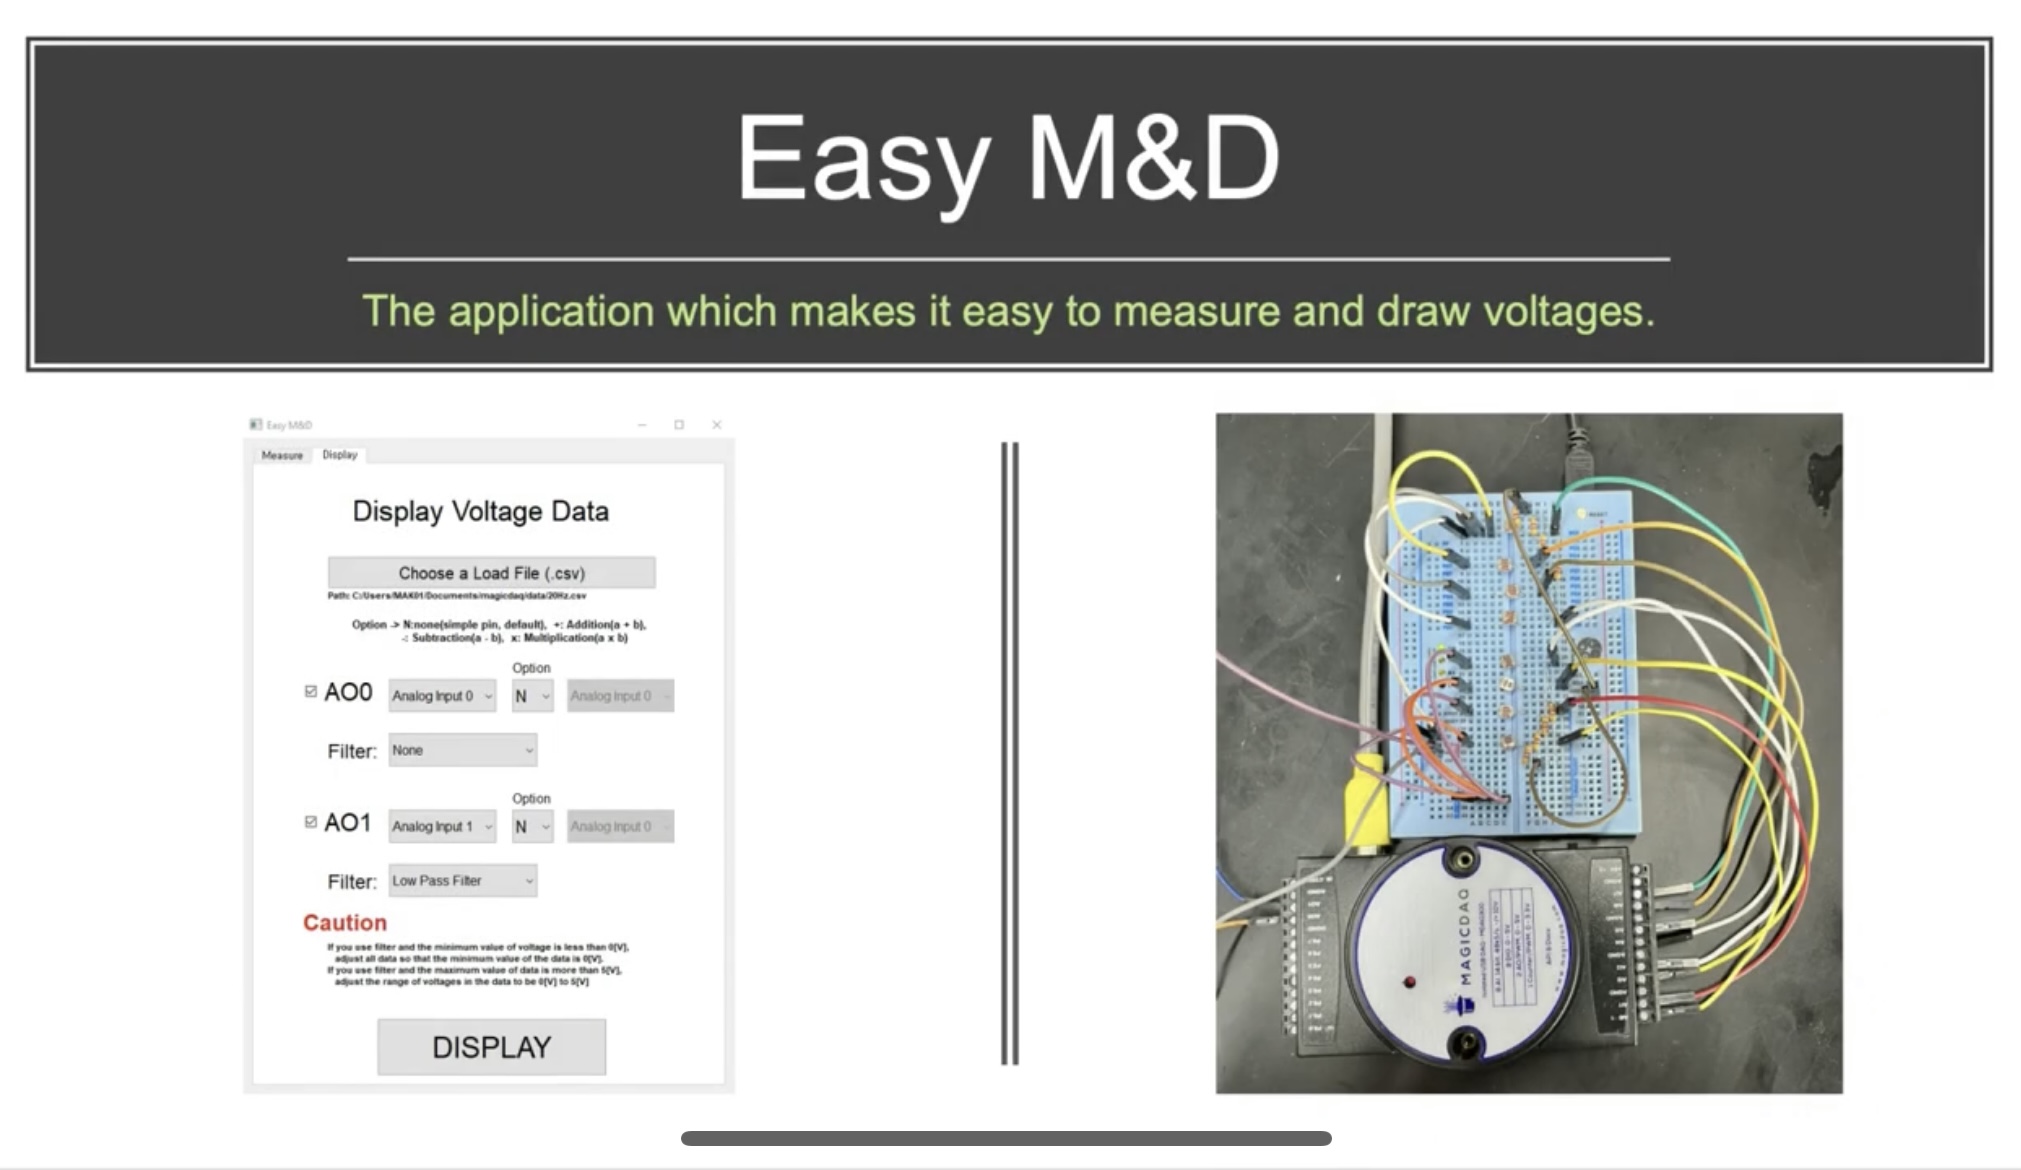 Easy M&D
The application which makes it easy to measure and draw voltages.
Easy M&D
Measure
Display
Display Voltage Data
Choose a Load File (.csv)
Path: C:/Users/MAK01/Documents/magicdaq/data/20Hz.csv
Option -> N:none(simple pin, default), +: Addition(a + b),
-: Subtraction(a - b), x: Multiplication(a x b)
Option
AO0
Analog Input 0
N
Analog Input 0
Filter:
None
Option
AO1
Analog Input 1
N
Analog Input 0
Filter:
Low Pass Filter
Caution
If you use filter and the minimum value of voltage is less than 0[V],
adjust all data so that the minimum value of the data is 0[V].
If you use filter and the maximum value of data is more than 5[V],
adjust the range of voltages in the data to be 0[V] to 5[V]
DISPLAY
MAGICDAQ